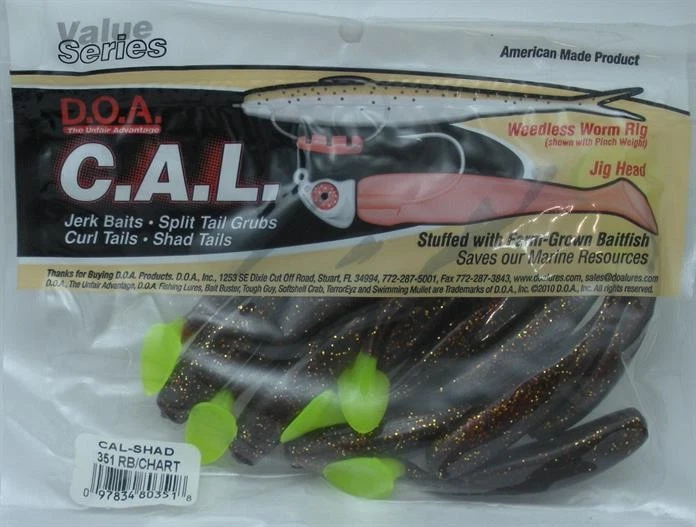 Value
Series
American Made Product
D.O.A.
The Unfair Advantage
C.A.L.
Weedless Worm Rig
(shown with Pinch Weight)
Jig Head
Jerk Baits • Split Tail Grubs
Curl Tails • Shad Tails
Stuffed with Farm-Grown Baitfish
Saves our Marine Resources
Thanks for Buying D.O.A. Products. D.O.A., Inc., 1253 SE Dixie Cut Off Road, Stuart, FL 34994, 772-287-5001, Fax 772-287-3843, www.doalures.com, sales@doalures.com
D.O.A., The Unfair Advantage, D.O.A. Fishing Lures, Bait Buster, Tough Guy, Softshell Crab, TerrorEyz and Swimming Mullet are Trademarks of D.O.A., Inc. ©2010 D.O.A., Inc. All rights reserved.
CAL-SHAD
351 RB/CHART
0 97834 80351 8